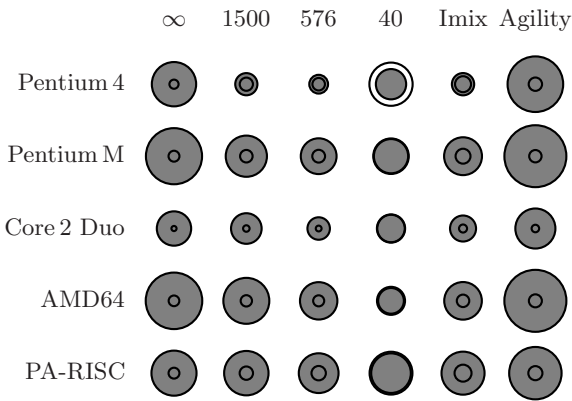 ∞ 1500 576 40 Imix Agility
Pentium 4
Pentium M
Core 2 Duo
AMD64
PA-RISC